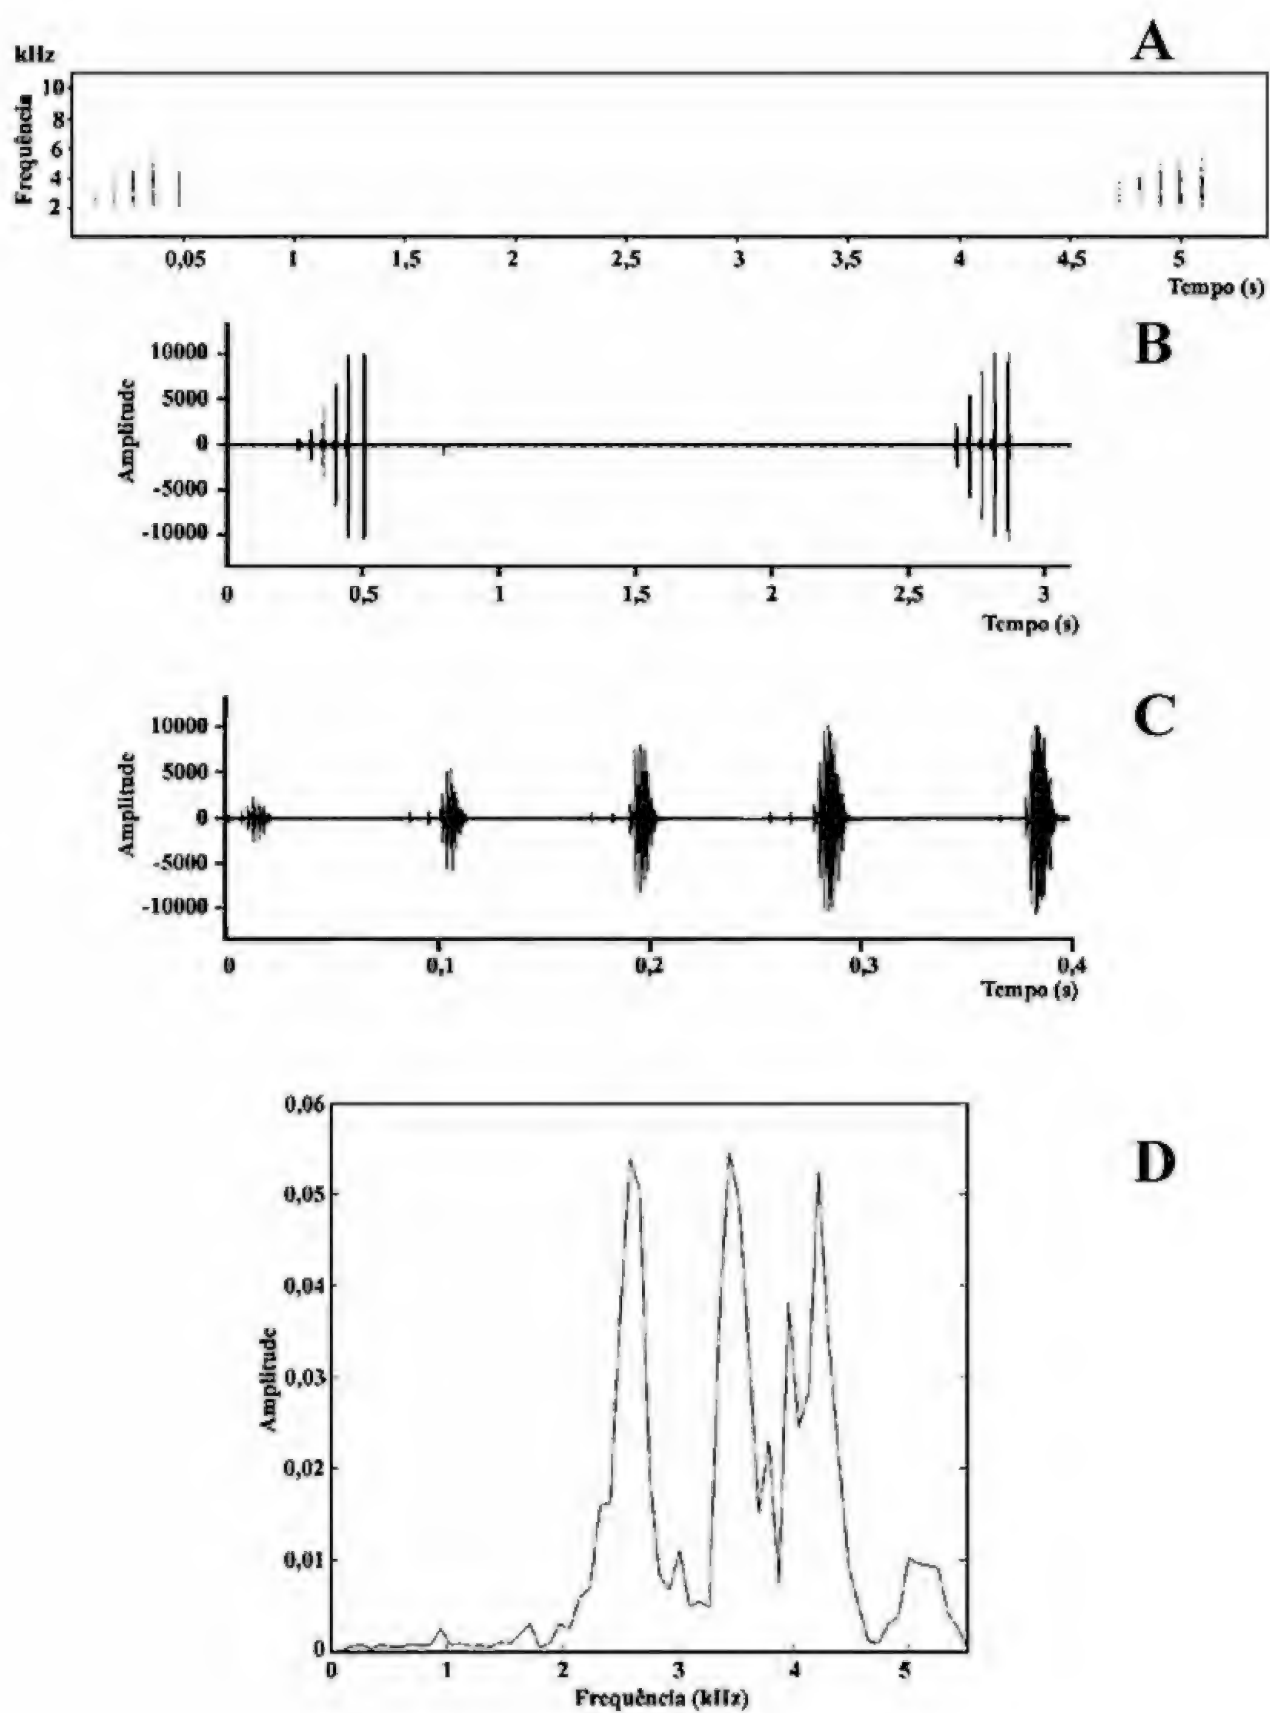 A
kHz
Frequência
10
8
6
4
2
0,05 1 1,5 2 2,5 3 3,5 4 4,5 5
Tempo (s)
B
Amplitude
10000
5000
0
-5000
-10000
0 0,5 1 1,5 2 2,5 3
Tempo (s)
C
Amplitude
10000
5000
0
-5000
-10000
0 0,1 0,2 0,3 0,4
Tempo (s)
D
Amplitude
0,06
0,05
0,04
0,03
0,02
0,01
0
0 1 2 3 4 5
Frequência (kHz)